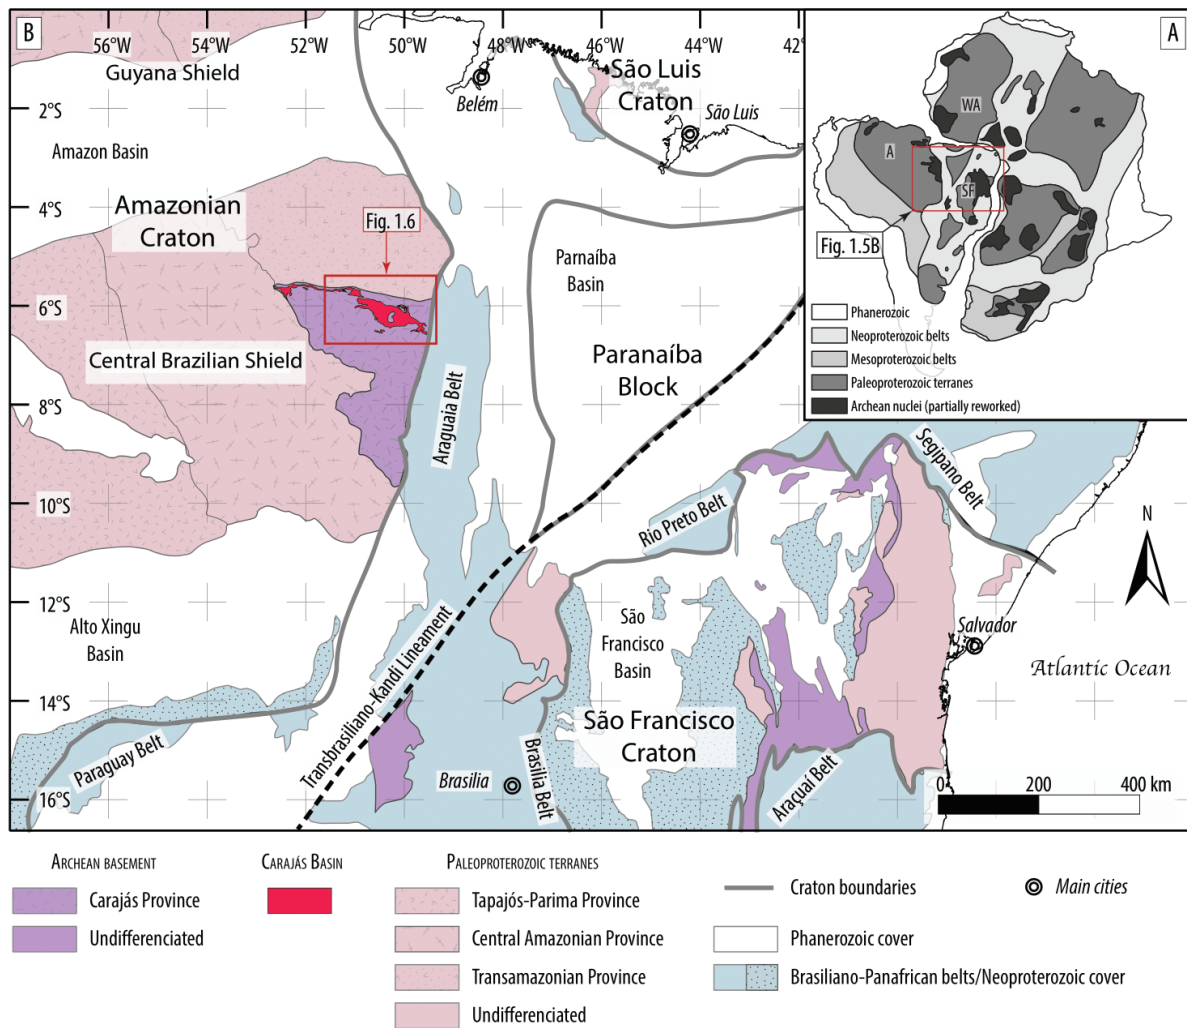 B
56°W
54°W
52°W
50°W
48°W
46°W
44°W
42°
A
Guyana Shield
São Luis
Craton
Belém
São Luis
2°S
Amazon Basin
WA
A
SF
4°S
Amazonian
Craton
Fig. 1.6
Parnaíba
Basin
Fig. 1.5B
6°S
Phanerozoic
Neoproterozoic belts
Mesoproterozoic belts
Paleoproterozoic terranes
Archean nuclei (partially reworked)
Central Brazilian Shield
Paranaíba
Block
Araguaia Belt
8°S
Segipano Belt
10°S
Rio Preto Belt
N
12°S
Alto Xingu
Basin
São
Francisco
Basin
Salvador
Atlantic Ocean
Transbrasiliano-Kandi Lineament
14°S
São Francisco
Craton
Paraguay Belt
Brasilia
Brasilia Belt
Araçuaí Belt
16°S
0
200
400 km
Archean basement
Carajás Basin
Paleoproterozoic terranes
Carajás Province
Undifferenciated
Tapajós-Parima Province
Central Amazonian Province
Transamazonian Province
Undifferenciated
Craton boundaries
Main cities
Phanerozoic cover
Brasiliano-Panafrican belts/Neoproterozoic cover